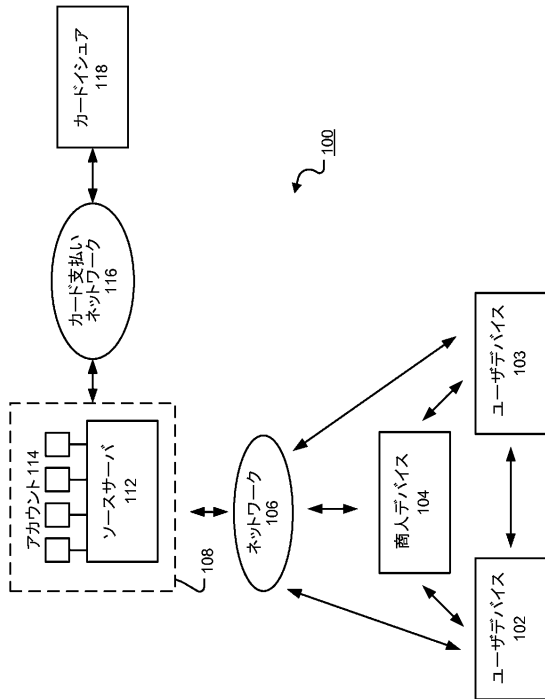 アカウント114
ソースサーバ
112
108
カード支払い
ネットワーク
116
カードイシュア
118
100
ネットワーク
106
商人デバイス
104
ユーザデバイス
102
ユーザデバイス
103